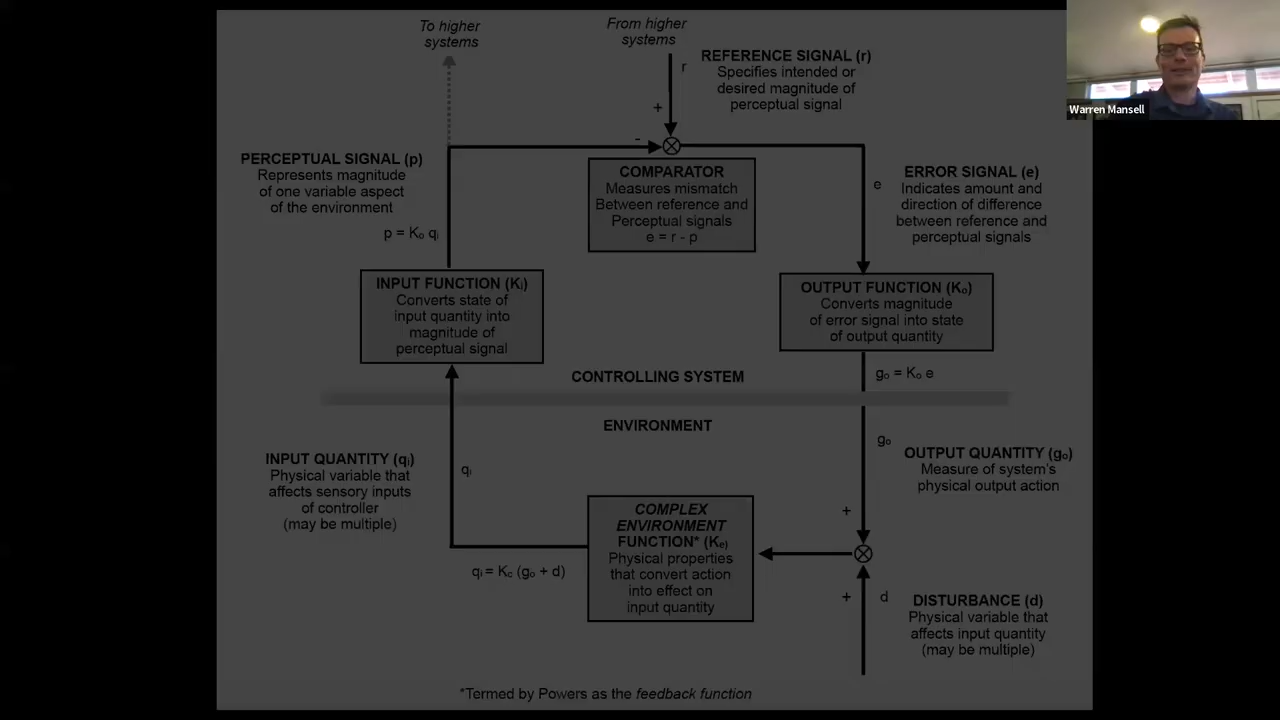 To higher
systems
From higher
systems
r
REFERENCE SIGNAL (r)
Specifies intended or
desired magnitude of
perceptual signal
+
-
Warren Mansell
PERCEPTUAL SIGNAL (p)
Represents magnitude
of one variable aspect
of the environment
p = Kₒ qᵢ
COMPARATOR
Measures mismatch
Between reference and
Perceptual signals
e = r - p
e
ERROR SIGNAL (e)
Indicates amount and
direction of difference
between reference and
perceptual signals
INPUT FUNCTION (Kᵢ)
Converts state of
input quantity into
magnitude of
perceptual signal
OUTPUT FUNCTION (Kₒ)
Converts magnitude
of error signal into state
of output quantity
CONTROLLING SYSTEM
gₒ = Kₒ e
ENVIRONMENT
INPUT QUANTITY (qᵢ)
Physical variable that
affects sensory inputs
of controller
(may be multiple)
qᵢ
gₒ
OUTPUT QUANTITY (gₒ)
Measure of system's
physical output action
+
COMPLEX
ENVIRONMENT
FUNCTION* (Kₑ)
Physical properties
that convert action
into effect on
input quantity
qᵢ = K꜀ (gₒ + d)
+
d
DISTURBANCE (d)
Physical variable that
affects input quantity
(may be multiple)
*Termed by Powers as the feedback function